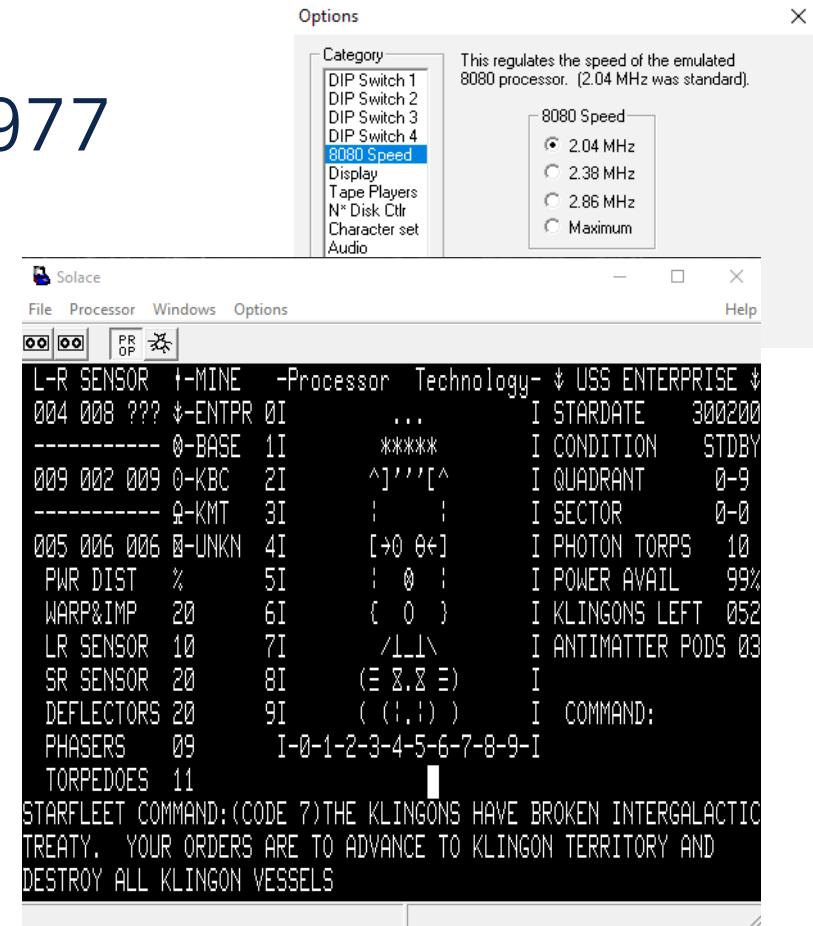 977
Options
Category
DIP Switch 1
DIP Switch 2
DIP Switch 3
DIP Switch 4
8080 Speed
Display
Tape Players
N* Disk Ctlr
Character set
Audio
This regulates the speed of the emulated
8080 processor. (2.04 MHz was standard).
8080 Speed
2.04 MHz
2.38 MHz
2.86 MHz
Maximum
Solace
File Processor Windows Options Help
PR
OP
L-R SENSOR ‡-MINE -Processor Technology- ⚵ USS ENTERPRISE ⚵
004 008 ??? ⚵-ENTPR 0I ... I STARDATE 300200
----------- -BASE 1I ***** I CONDITION STDBY
009 002 009 -KBC 2I ^]'''[^ I QUADRANT 0-9
----------- -KMT 3I ¦ ¦ I SECTOR 0-0
005 006 006 -UNKN 4I [→0 θ←] I PHOTON TORPS 10
PWR DIST % 5I ¦ ⊠ ¦ I POWER AVAIL 99%
WARP&IMP 20 6I { O } I KLINGONS LEFT 052
LR SENSOR 10 7I /⊥_⊥\ I ANTIMATTER PODS 03
SR SENSOR 20 8I (Ξ X.X Ξ) I
DEFLECTORS 20 9I ( (¦.¦) ) I COMMAND:
PHASERS 09 I-0-1-2-3-4-5-6-7-8-9-I
TORPEDOES 11
STARFLEET COMMAND:(CODE 7)THE KLINGONS HAVE BROKEN INTERGALACTIC
TREATY. YOUR ORDERS ARE TO ADVANCE TO KLINGON TERRITORY AND
DESTROY ALL KLINGON VESSELS